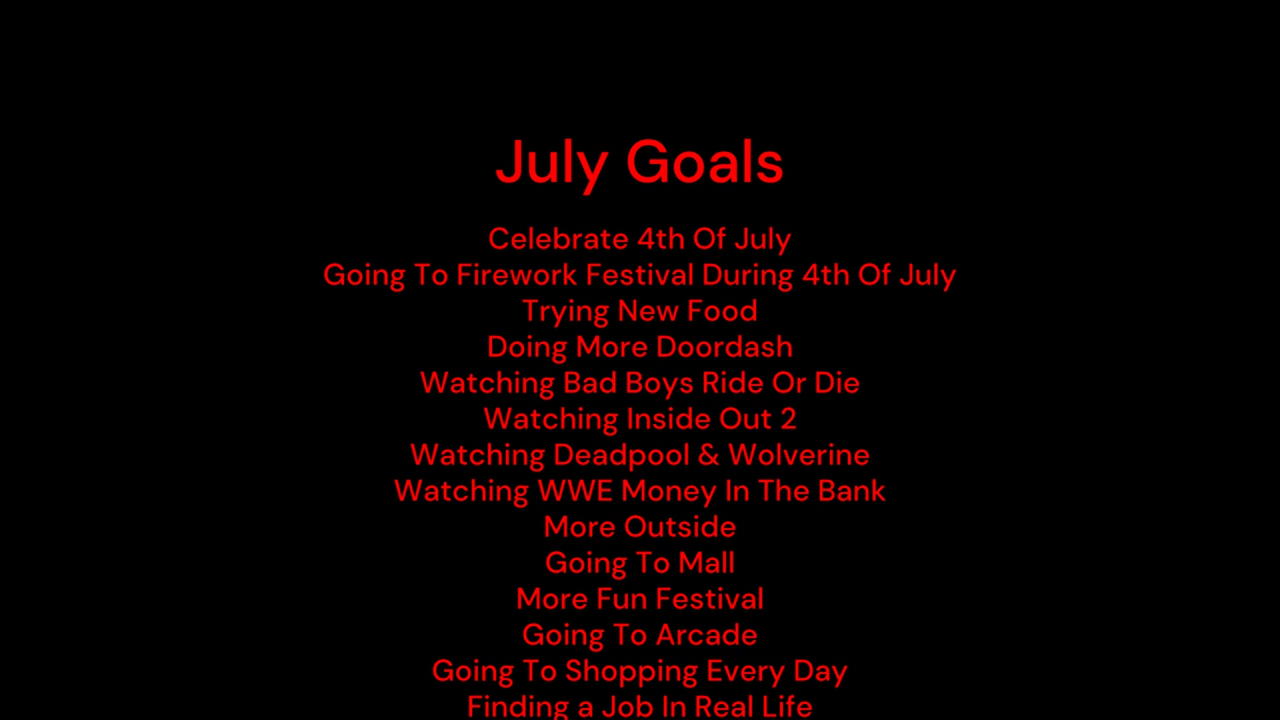 July Goals
Celebrate 4th Of July
Going To Firework Festival During 4th Of July
Trying New Food
Doing More Doordash
Watching Bad Boys Ride Or Die
Watching Inside Out 2
Watching Deadpool & Wolverine
Watching WWE Money In The Bank
More Outside
Going To Mall
More Fun Festival
Going To Arcade
Going To Shopping Every Day
Finding a Job In Real Life